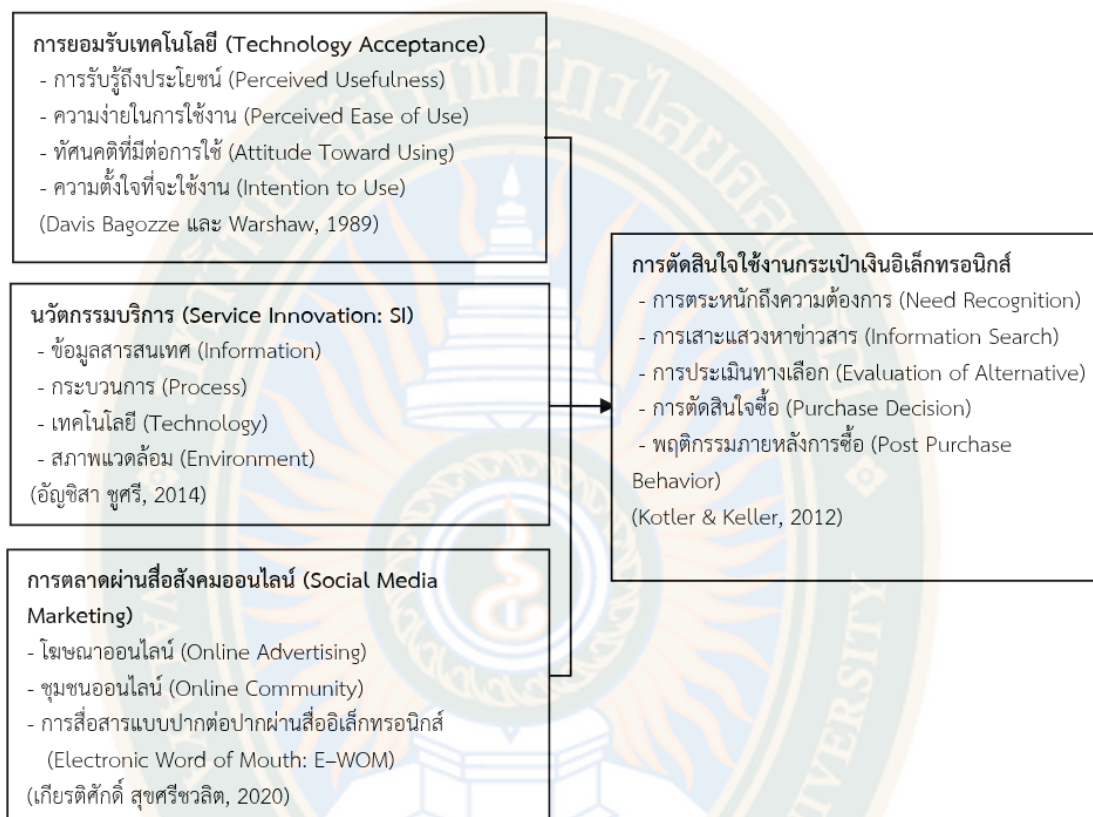 การยอมรับเทคโนโลยี (Technology Acceptance)
- การรับรู้ถึงประโยชน์ (Perceived Usefulness)
- ความง่ายในการใช้งาน (Perceived Ease of Use)
- ทัศนคติที่มีต่อการใช้ (Attitude Toward Using)
- ความตั้งใจที่จะใช้งาน (Intention to Use)
(Davis Bagozze และ Warshaw, 1989)
นวัตกรรมบริการ (Service Innovation: SI)
- ข้อมูลสารสนเทศ (Information)
- กระบวนการ (Process)
- เทคโนโลยี (Technology)
- สภาพแวดล้อม (Environment)
(อัญชิสา ชูศรี, 2014)
การตลาดผ่านสื่อสังคมออนไลน์ (Social Media
Marketing)
- โฆษณาออนไลน์ (Online Advertising)
- ชุมชนออนไลน์ (Online Community)
- การสื่อสารแบบปากต่อปากผ่านสื่ออิเล็กทรอนิกส์
(Electronic Word of Mouth: E–WOM)
(เกียรติศักดิ์ สุขศรีชวลิต, 2020)
การตัดสินใจใช้งานกระเป๋าเงินอิเล็กทรอนิกส์
- การตระหนักถึงความต้องการ (Need Recognition)
- การเสาะแสวงหาข่าวสาร (Information Search)
- การประเมินทางเลือก (Evaluation of Alternative)
- การตัดสินใจซื้อ (Purchase Decision)
- พฤติกรรมภายหลังการซื้อ (Post Purchase
Behavior)
(Kotler & Keller, 2012)